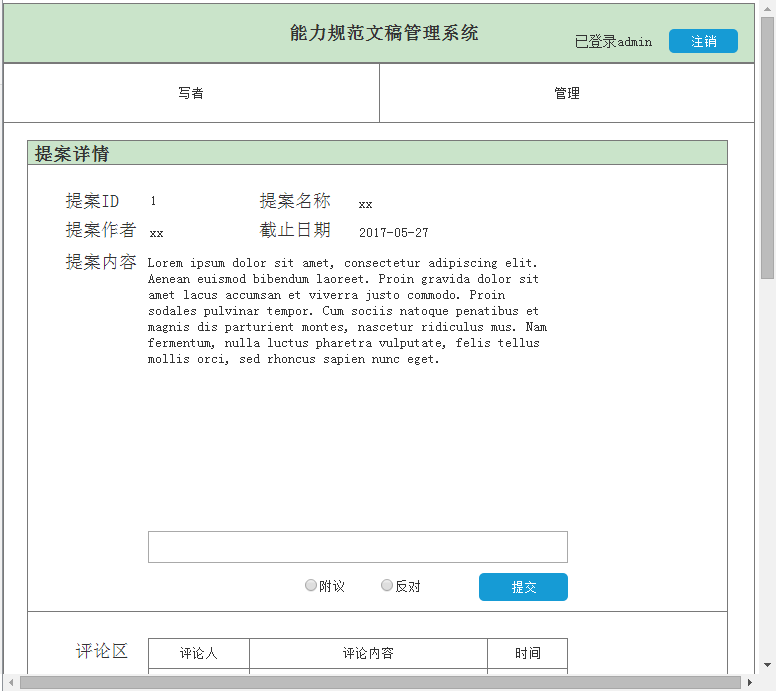 能力规范文稿管理系统
已登录admin 注销
写者 管理
提案详情
提案ID 1 提案名称 xx
提案作者 xx 截止日期 2017-05-27
提案内容 Lorem ipsum dolor sit amet, consectetur adipiscing elit.
Aenean euismod bibendum laoreet. Proin gravida dolor sit
amet lacus accumsan et viverra justo commodo. Proin
sodales pulvinar tempor. Cum sociis natoque penatibus et
magnis dis parturient montes, nascetur ridiculus mus. Nam
fermentum, nulla luctus pharetra vulputate, felis tellus
mollis orci, sed rhoncus sapien nunc eget.
附议 反对 提交
评论区 评论人 评论内容 时间